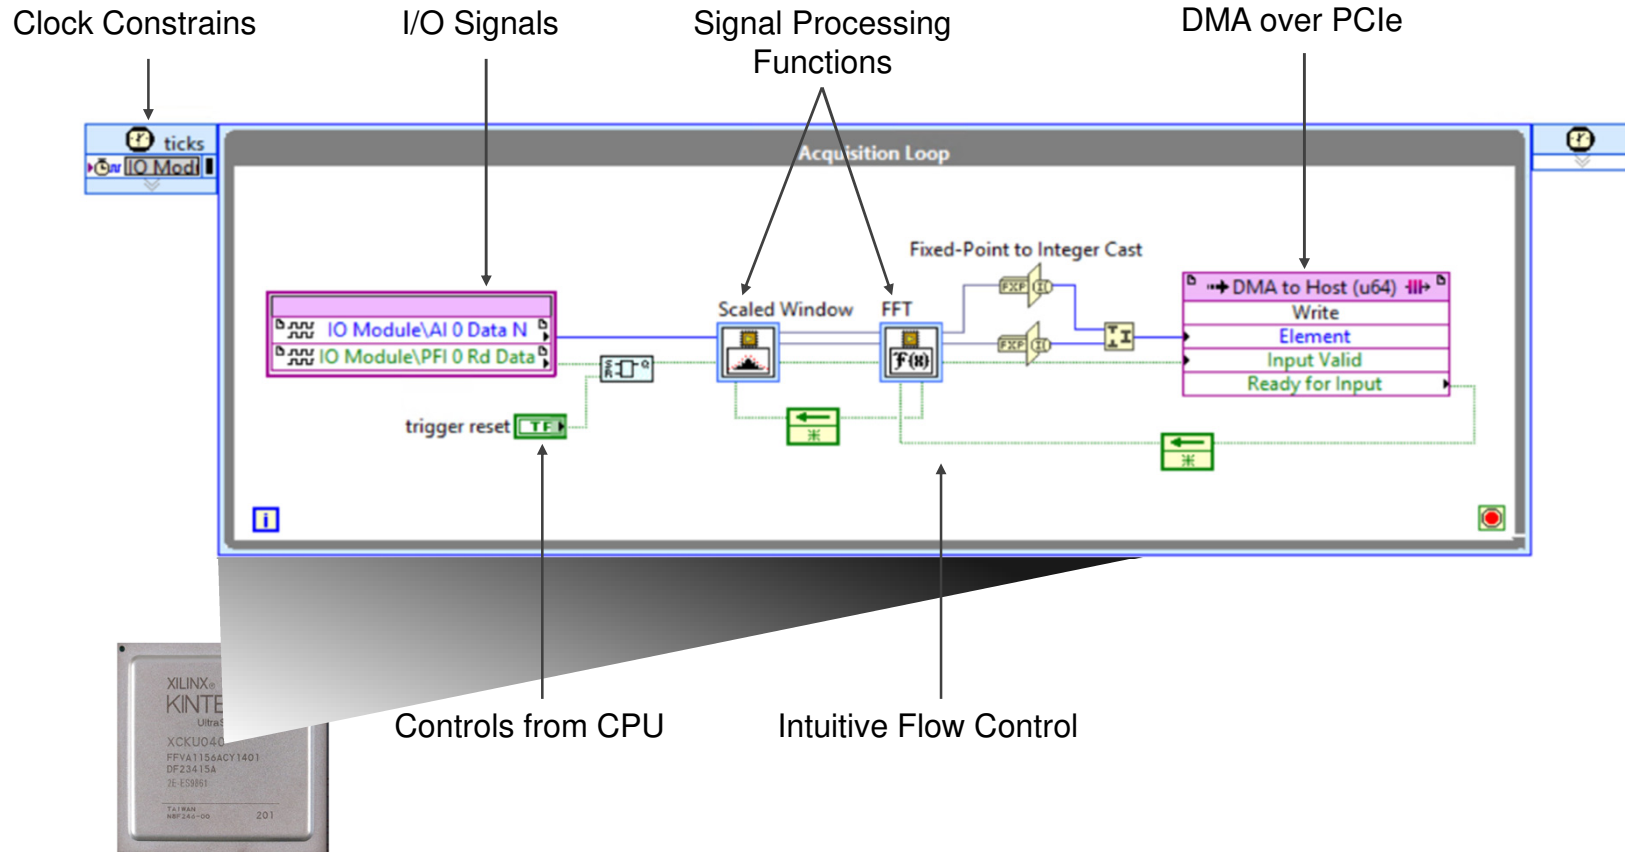 Clock Constrains
I/O Signals
Signal Processing
Functions
DMA over PCIe
ticks
IO Modi
Acquisition Loop
Fixed-Point to Integer Cast
Scaled Window
FFT
FXP
FXP
IO Module\AI 0 Data N
IO Module\PFI 0 Rd Data
F(x)
DMA to Host (u64)
Write
Element
Input Valid
Ready for Input
trigger reset
TF
i
Controls from CPU
Intuitive Flow Control
XILINX®
KINTE
UltraS
XCKU040
FFVA1156ACY1401
DF23415A
2E-ES9861
TAIWAN
201